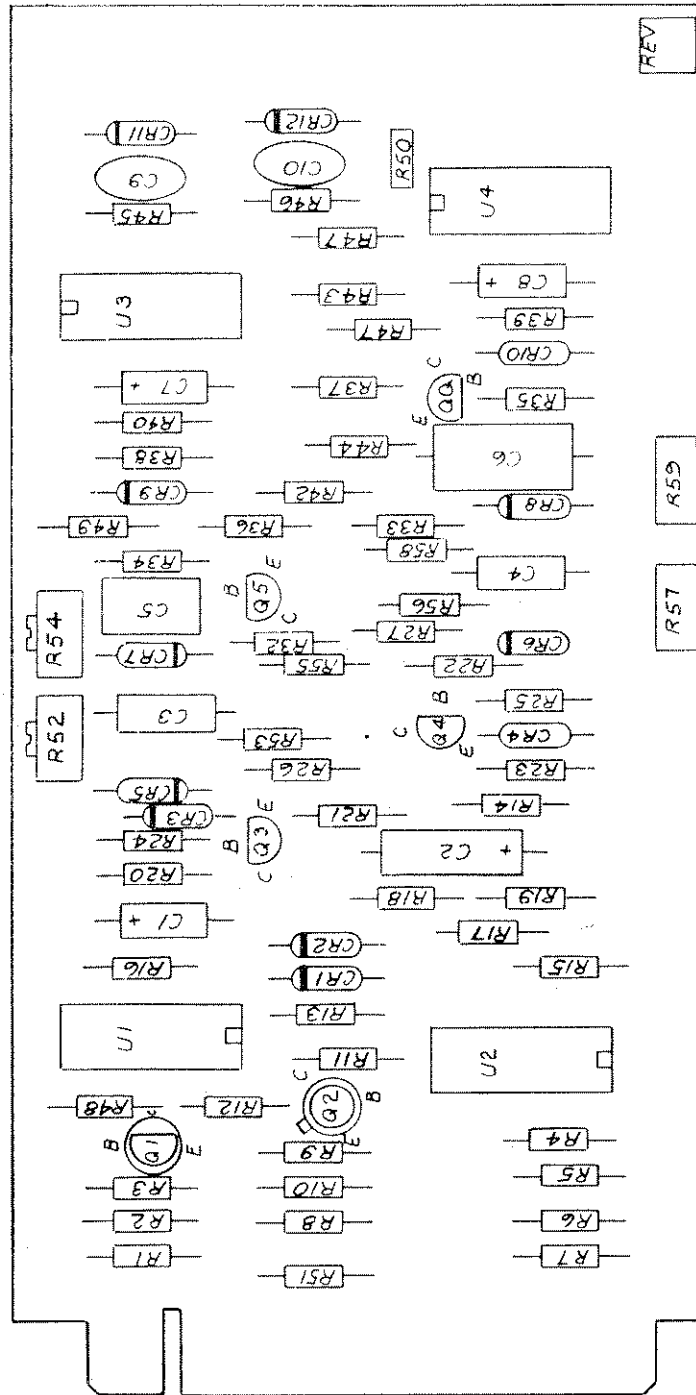 REV
CR11
CR12
C9
C10
R50
R45
R46
U4
R47
U3
R43
C8 +
R47
R39
CR10
C7 +
R37
C
QQ
B
E
R35
R40
R38
R44
C6
CR9
R42
CR8
R59
R49
R36
R33
R58
R34
C4
C5
B
Q5
E
C
R56
R57
R54
R27
R32
CR7
R55
R22
CR6
R52
C3
R25
B
C
Q4
E
R53
CR4
R26
R23
CR5
R14
CR3
R21
R24
B
Q3
E
C
C2 +
R20
R18
R19
C1 +
R17
CR2
R16
CR1
R15
R13
U1
R11
U2
R48
R12
C
Q2
B
E
C
B
Q1
E
R9
R4
R3
R10
R5
R2
R8
R6
R1
R51
R7